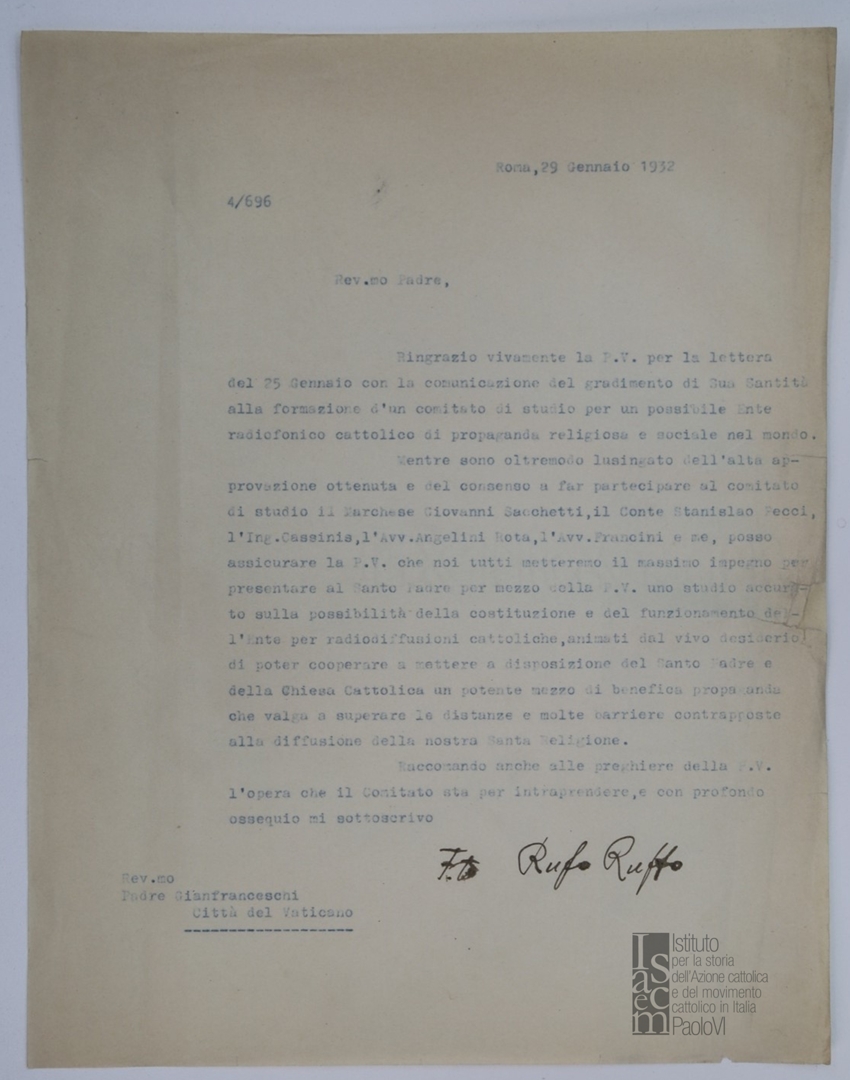 Roma,29 Gennaio 1932
4/696
Rev.mo Padre,
Ringrazio vivamente la P.V. per la lettera
del 25 Gennaio con la comunicazione del gradimento di Sua Santità
alla formazione d'un comitato di studio per un possibile Ente
radiofonico cattolico di propaganda religiosa e sociale nel mondo.
Mentre sono oltremodo lusingato dell'alta ap-
provazione ottenuta e del consenso a far partecipare al comitato
di studio il Marchese Giovanni Sacchetti,il Conte Stanislao Pecci,
l'Ing.Cassinis,l'Avv.Angelini Rota,l'Avv.Francini e me, posso
assicurare la P.V. che noi tutti metteremo il massimo impegno per
presentare al Santo Padre per mezzo della P.V. uno studio accura-
to sulla possibilità della costituzione e del funzionamento del-
l'Ente per radiodiffusioni cattoliche,animati dal vivo desiderio
di poter cooperare a mettere a disposizione del Santo Padre e
della Chiesa Cattolica un potente mezzo di benefica propaganda
che valga a superare le distanze e molte barriere contrapposte
alla diffusione della nostra Santa Religione.
Raccomando anche alle preghiere della P.V.
l'opera che il Comitato sta per intraprendere,e con profondo
ossequio mi sottoscrivo
F.to Rufo Ruffo
Rev.mo
Padre Gianfranceschi
Città del Vaticano
Isacem
Istituto
per la storia
dell'Azione cattolica
e del movimento
cattolico in Italia
PaoloVI